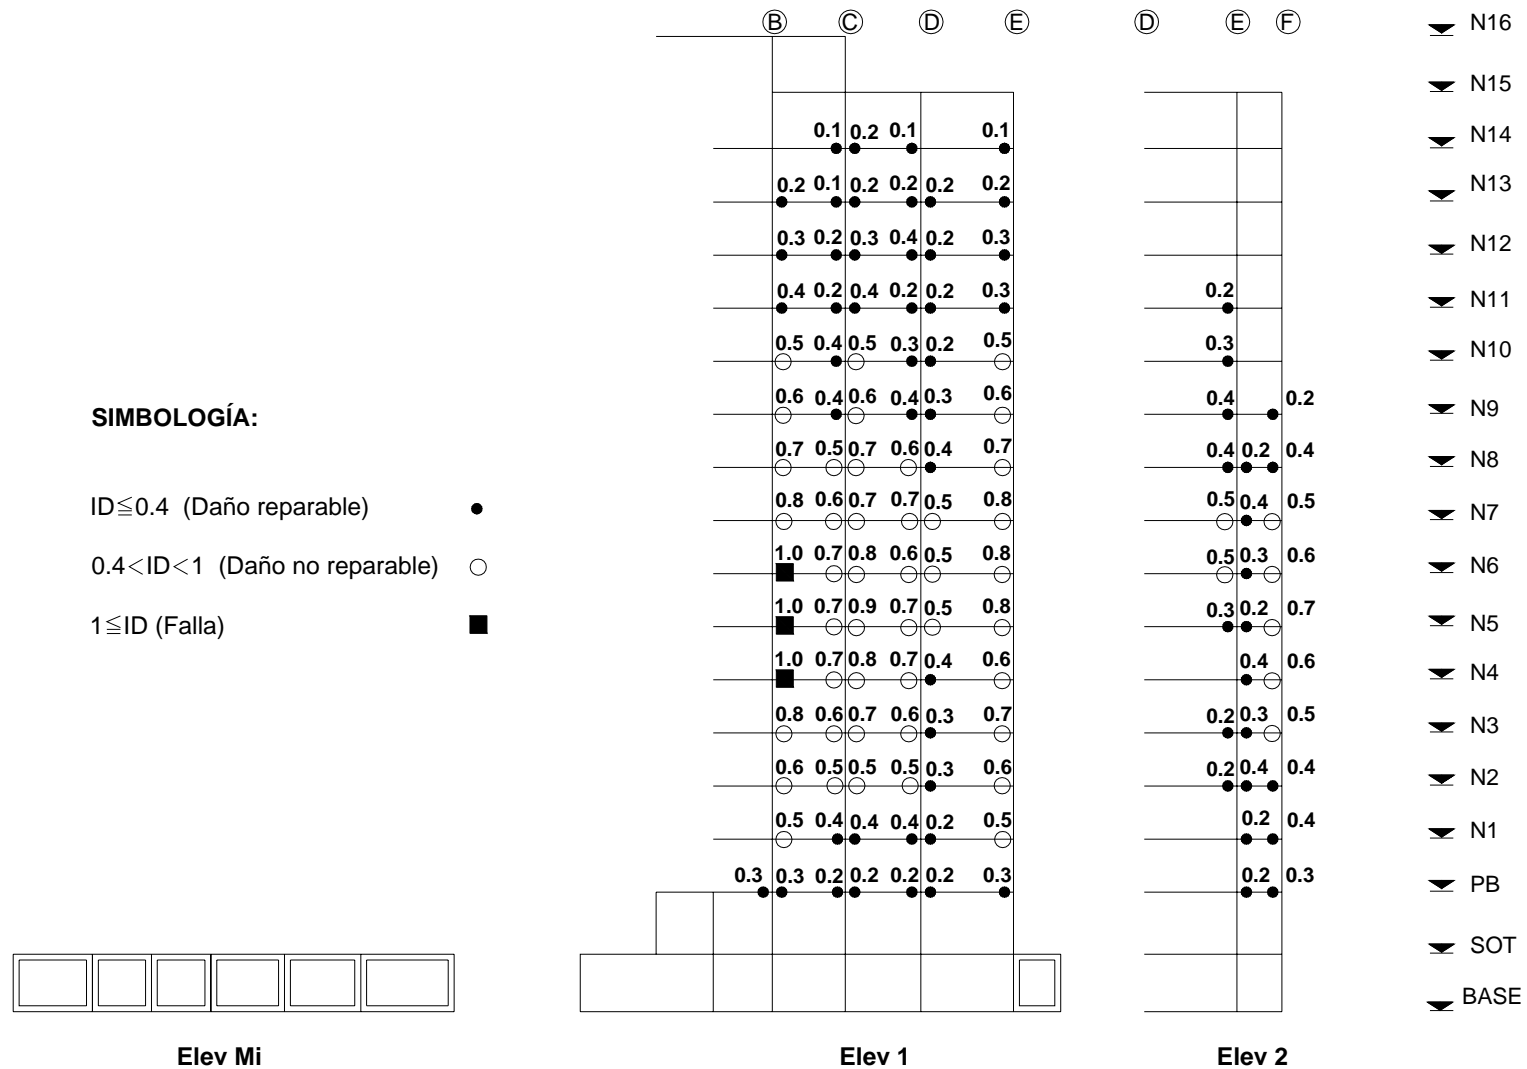 B C D E D E F N16
N15
0.1 0.2 0.1 0.1 N14
0.2 0.1 0.2 0.2 0.2 0.2 N13
0.3 0.2 0.3 0.4 0.2 0.3 N12
0.4 0.2 0.4 0.2 0.2 0.3 0.2 N11
0.5 0.4 0.5 0.3 0.2 0.5 0.3 N10
0.6 0.4 0.6 0.4 0.3 0.6 0.4 0.2 N9
SIMBOLOGÍA:
0.7 0.5 0.7 0.6 0.4 0.7 0.4 0.2 0.4 N8
ID≦0.4 (Daño reparable)
0.8 0.6 0.7 0.7 0.5 0.8 0.5 0.4 0.5 N7
0.4<ID<1 (Daño no reparable)
1.0 0.7 0.8 0.6 0.5 0.8 0.5 0.3 0.6 N6
1≦ID (Falla)
1.0 0.7 0.9 0.7 0.5 0.8 0.3 0.2 0.7 N5
1.0 0.7 0.8 0.7 0.4 0.6 0.4 0.6 N4
0.8 0.6 0.7 0.6 0.3 0.7 0.2 0.3 0.5 N3
0.6 0.5 0.5 0.5 0.3 0.6 0.2 0.4 0.4 N2
0.5 0.4 0.4 0.4 0.2 0.5 0.2 0.4 N1
0.3 0.3 0.2 0.2 0.2 0.2 0.3 0.2 0.3 PB
SOT
BASE
Elev Mi Elev 1 Elev 2